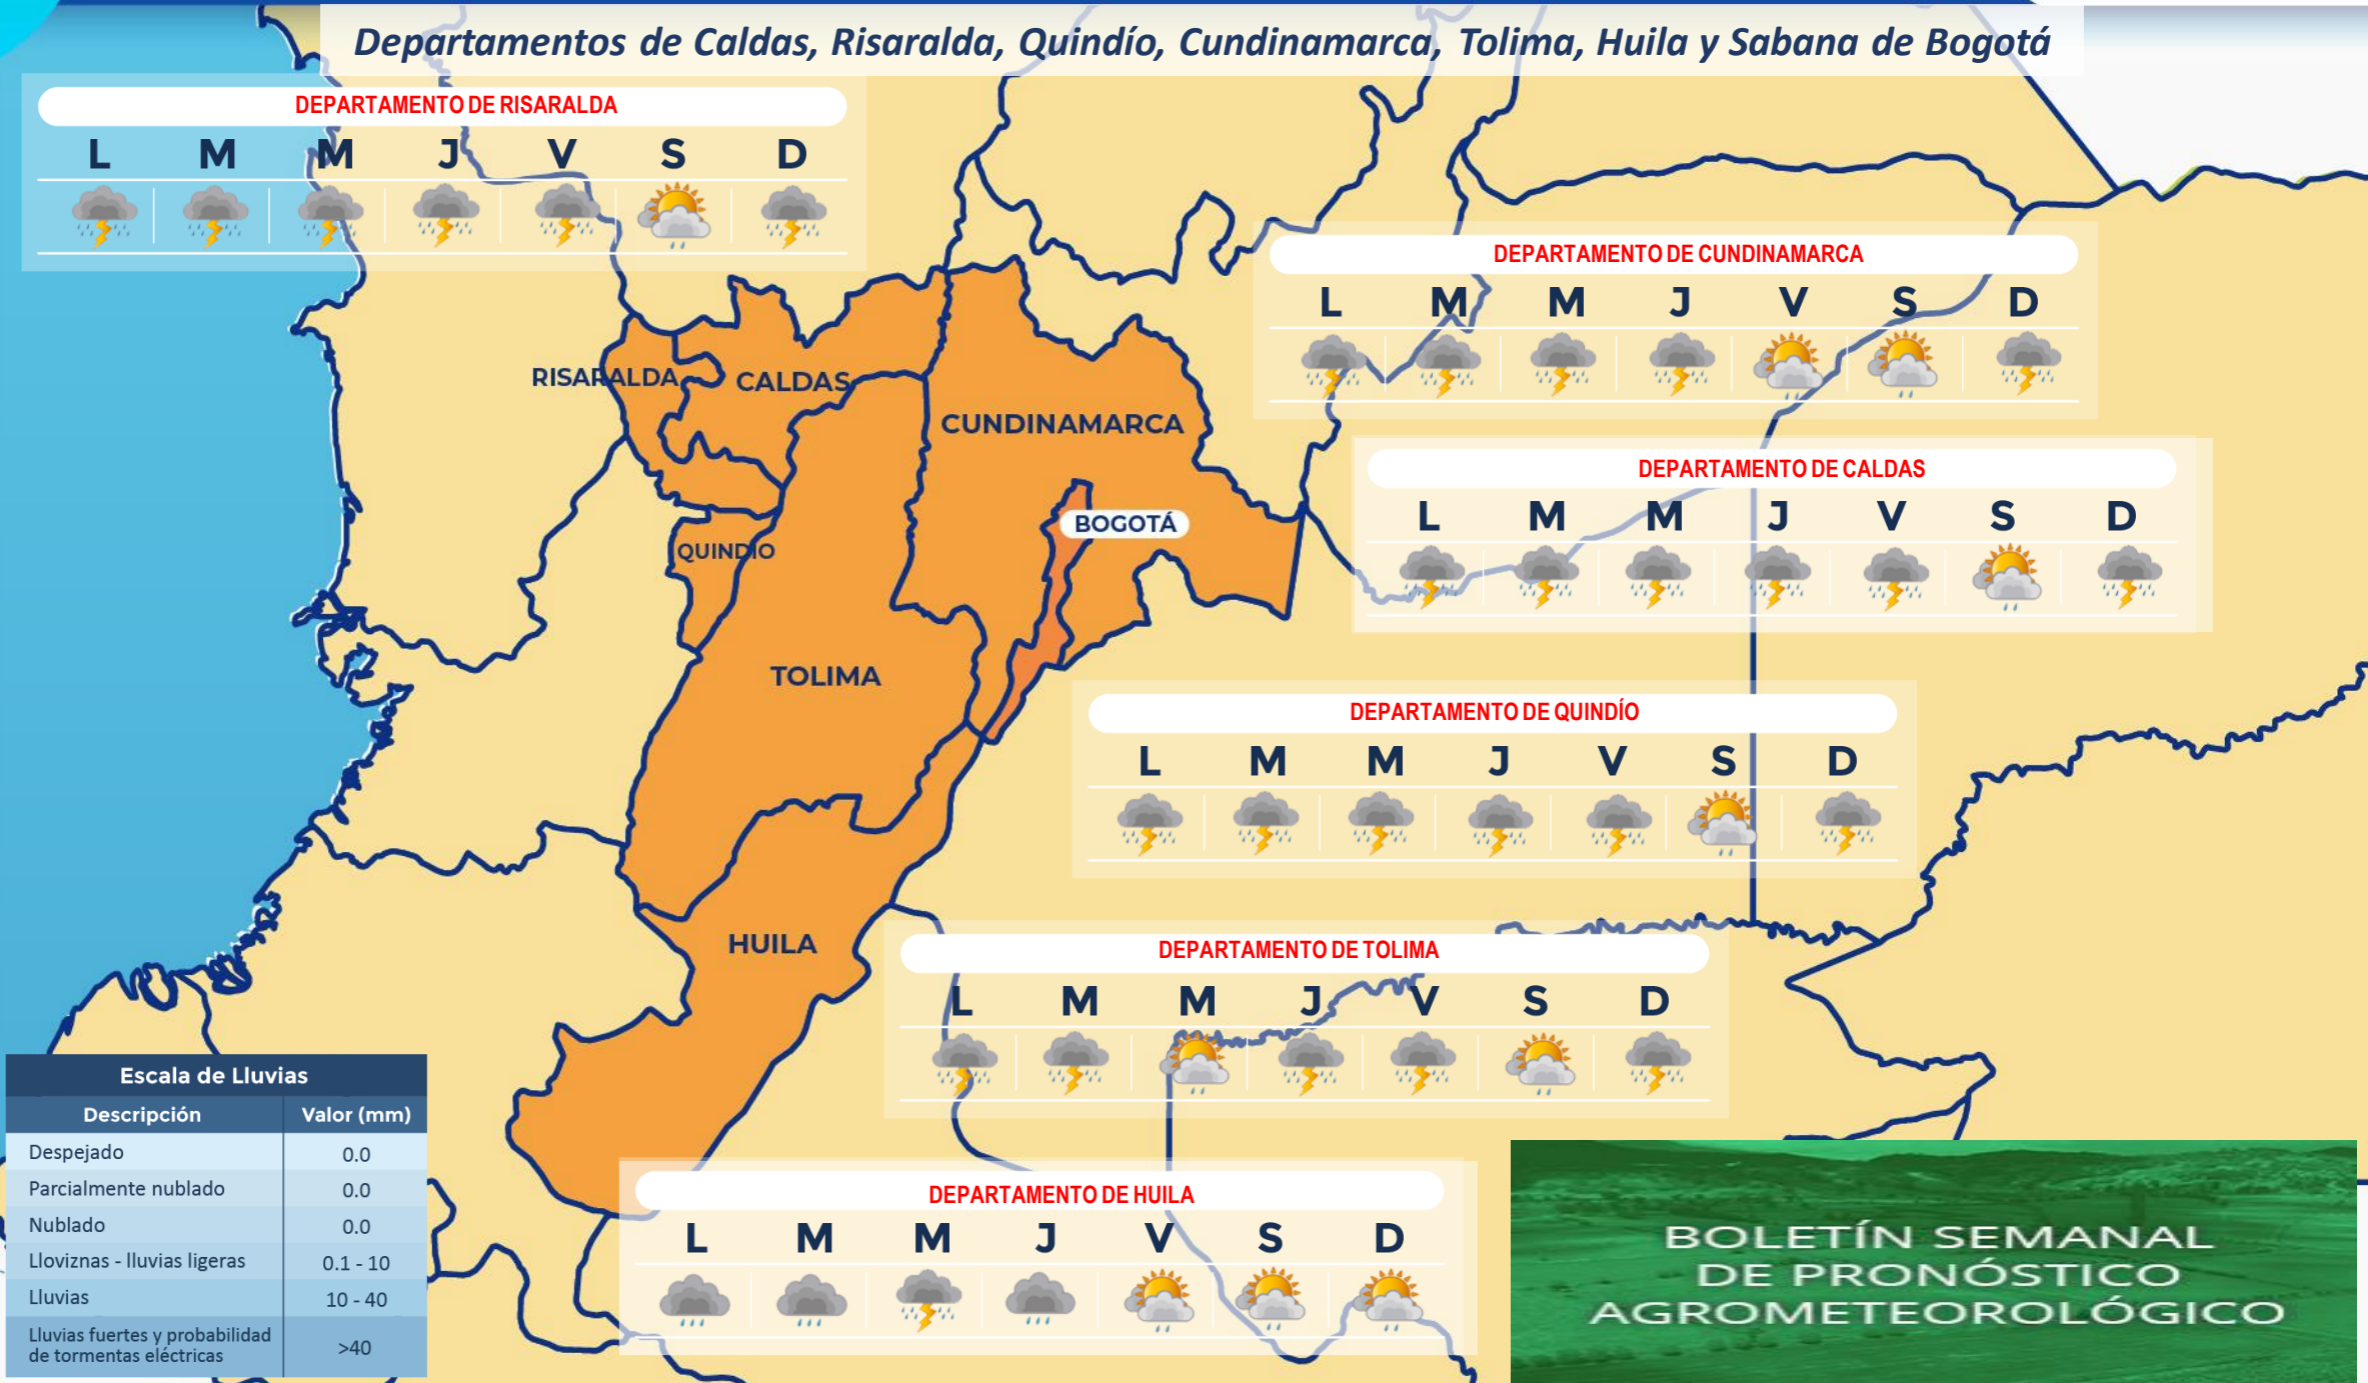 Departamentos de Caldas, Risaralda, Quindío, Cundinamarca, Tolima, Huila y Sabana de Bogotá
DEPARTAMENTO DE RISARALDA
L M M J V S D
DEPARTAMENTO DE CUNDINAMARCA
L M M J V S D
RISARALDA
CALDAS
CUNDINAMARCA
DEPARTAMENTO DE CALDAS
L M M J V S D
BOGOTÁ
QUINDIO
TOLIMA
DEPARTAMENTO DE QUINDÍO
L M M J V S D
HUILA
DEPARTAMENTO DE TOLIMA
L M M J V S D
Escala de Lluvias
Descripción Valor (mm)
Despejado 0.0
Parcialmente nublado 0.0
Nublado 0.0
Lloviznas - lluvias ligeras 0.1 - 10
Lluvias 10 - 40
Lluvias fuertes y probabilidad
de tormentas eléctricas >40
DEPARTAMENTO DE HUILA
L M M J V S D
BOLETÍN SEMANAL
DE PRONÓSTICO
AGROMETEOROLÓGICO